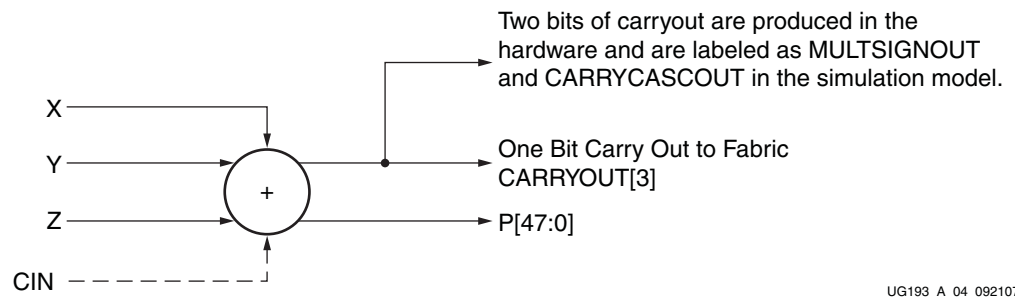 Two bits of carryout are produced in the
hardware and are labeled as MULTSIGNOUT
and CARRYCASCOUT in the simulation model.
X
Y
Z
CIN
+
One Bit Carry Out to Fabric
CARRYOUT[3]
P[47:0]
UG193_A_04_092107